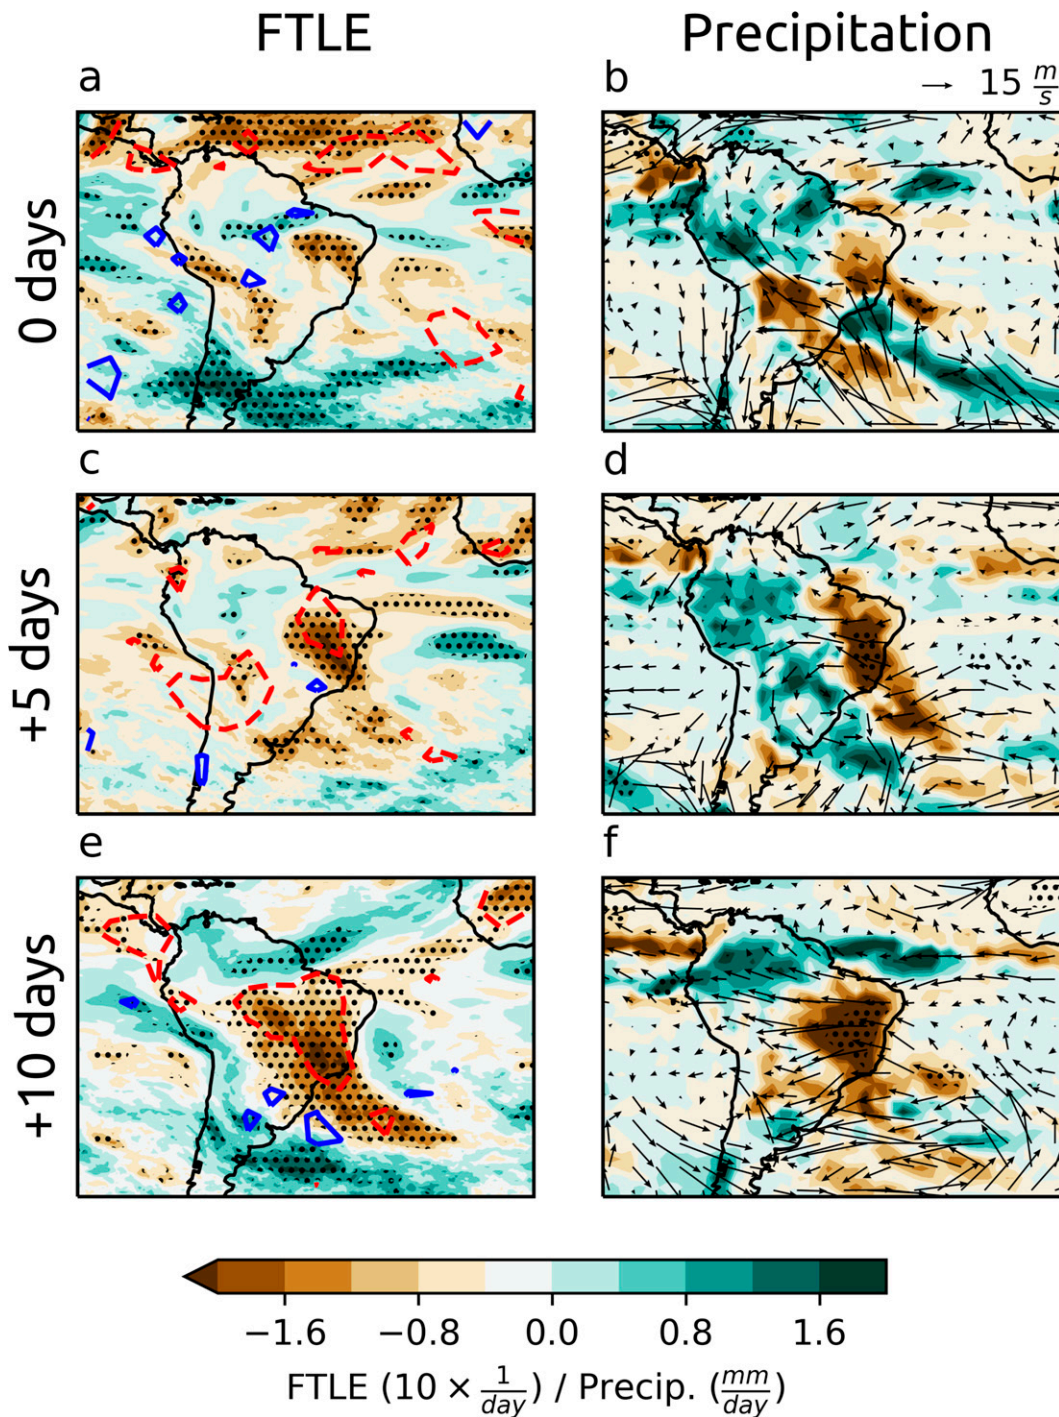 FTLE Precipitation
a b → 15 m/s
0 days
c d
+5 days
e f
+10 days
−1.6 −0.8 0.0 0.8 1.6
FTLE (10 × 1/day) / Precip. (mm/day)